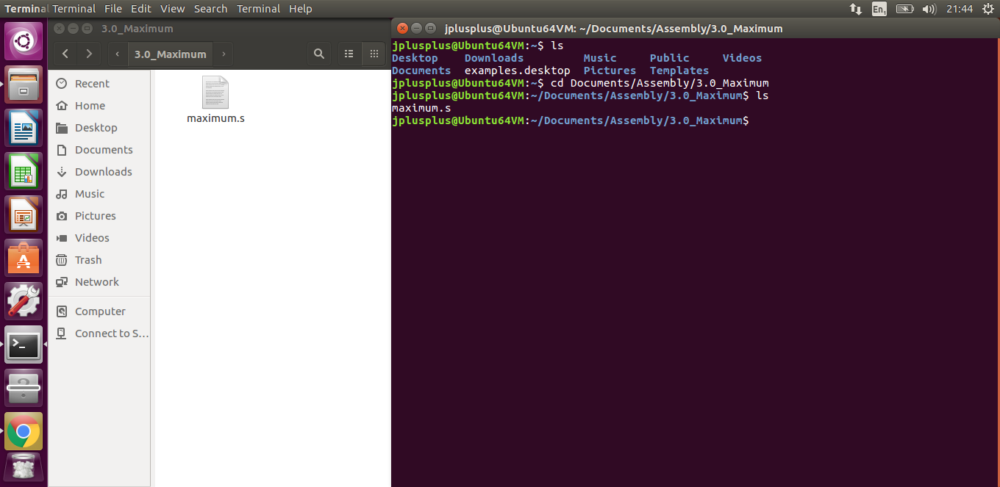 Terminal Terminal File Edit View Search Terminal Help En1 21:44
3.0_Maximum
3.0_Maximum
Recent
Home
Desktop
Documents
Downloads
Music
Pictures
Videos
Trash
Network
Computer
Connect to S...
maximum.s
jplusplus@Ubuntu64VM: ~/Documents/Assembly/3.0_Maximum
jplusplus@Ubuntu64VM:~$ ls
Desktop Downloads Music Public Videos
Documents examples.desktop Pictures Templates
jplusplus@Ubuntu64VM:~$ cd Documents/Assembly/3.0_Maximum
jplusplus@Ubuntu64VM:~/Documents/Assembly/3.0_Maximum$ ls
maximum.s
jplusplus@Ubuntu64VM:~/Documents/Assembly/3.0_Maximum$